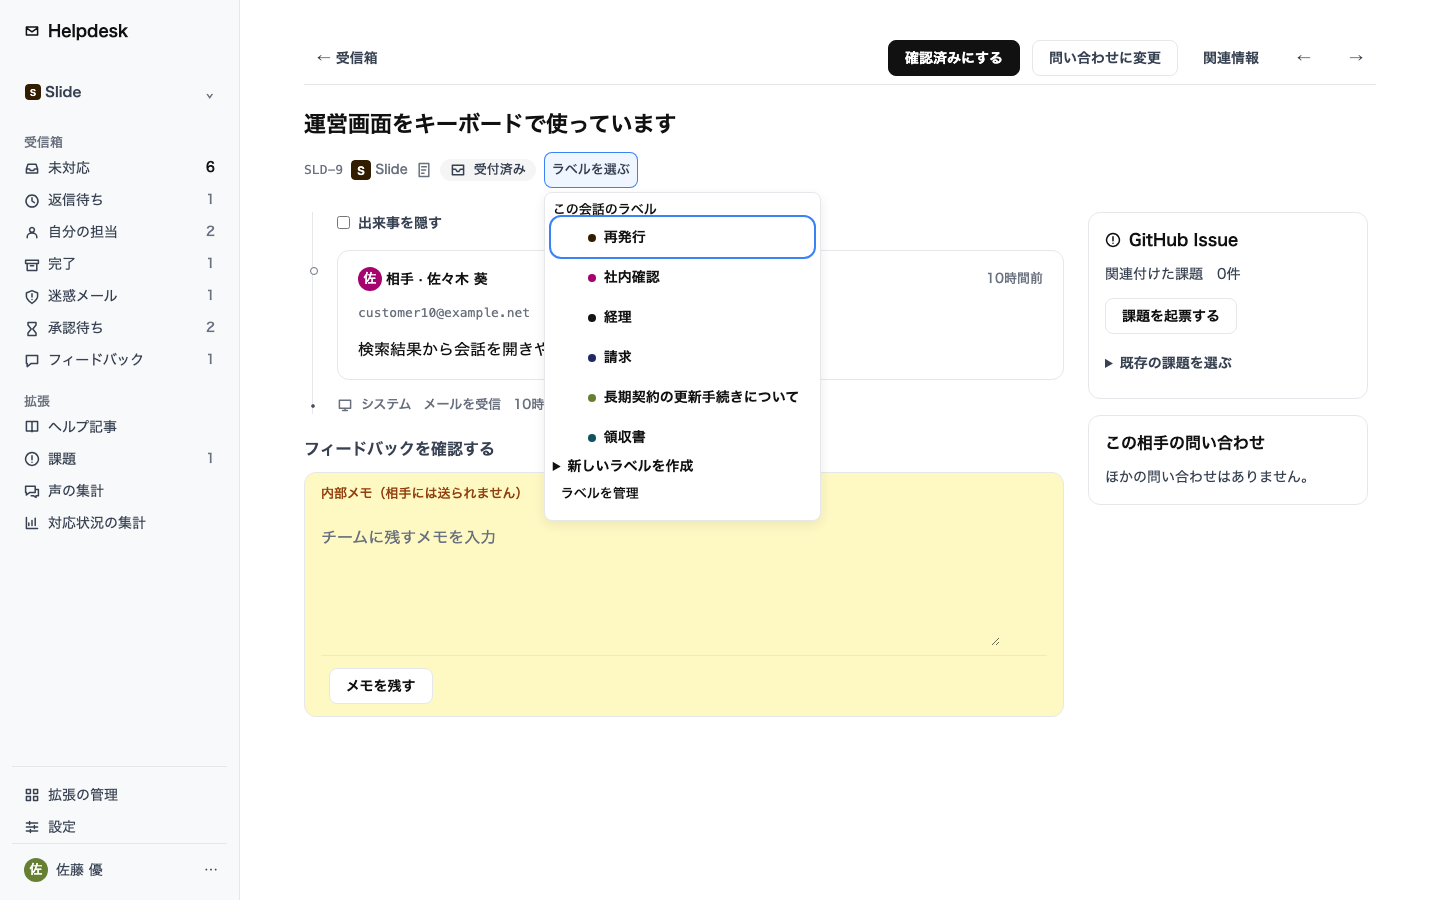 Helpdesk
S Slide
受信箱
未対応 6
返信待ち 1
自分の担当 2
完了 1
迷惑メール 1
承認待ち 2
フィードバック 1
拡張
ヘルプ記事
課題 1
声の集計
対応状況の集計
拡張の管理
設定
佐 佐藤 優 …
← 受信箱
確認済みにする
問い合わせに変更
関連情報
← →
運営画面をキーボードで使っています
SLD-9 S Slide 受付済み ラベルを選ぶ
出来事を隠す
佐 相手 · 佐々木 葵 10時間前
customer10@example.net
検索結果から会話を開きや
システム メールを受信 10時
この会話のラベル
再発行
社内確認
経理
請求
長期契約の更新手続きについて
領収書
新しいラベルを作成
ラベルを管理
フィードバックを確認する
内部メモ（相手には送られません）
チームに残すメモを入力
メモを残す
GitHub Issue
関連付けた課題 0件
課題を起票する
既存の課題を選ぶ
この相手の問い合わせ
ほかの問い合わせはありません。